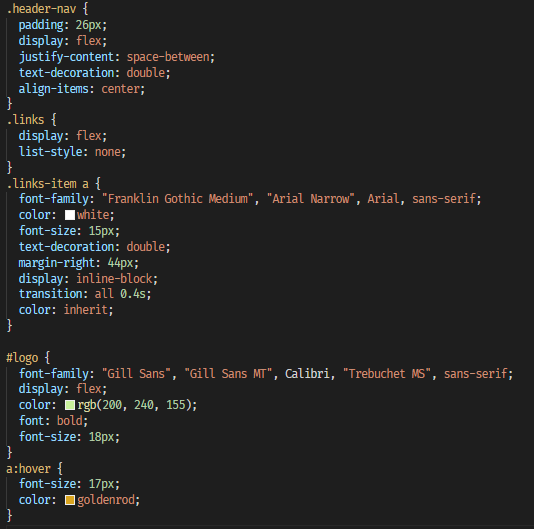 .header-nav {
padding: 26px;
display: flex;
justify-content: space-between;
text-decoration: double;
align-items: center;
}
.links {
display: flex;
list-style: none;
}
.links-item a {
font-family: "Franklin Gothic Medium", "Arial Narrow", Arial, sans-serif;
color: white;
font-size: 15px;
text-decoration: double;
margin-right: 44px;
display: inline-block;
transition: all 0.4s;
color: inherit;
}
#logo {
font-family: "Gill Sans", "Gill Sans MT", Calibri, "Trebuchet MS", sans-serif;
display: flex;
color: rgb(200, 240, 155);
font: bold;
font-size: 18px;
}
a:hover {
font-size: 17px;
color: goldenrod;
}